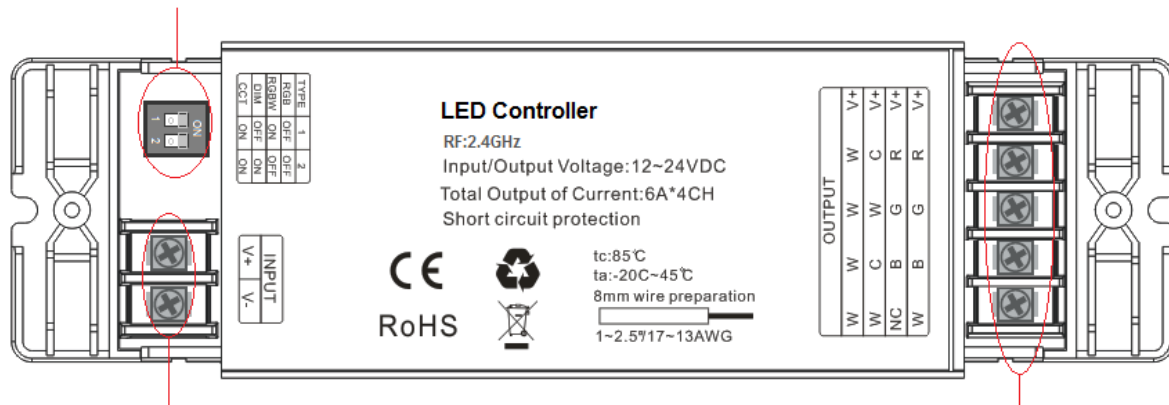 ON
1 2
TYPE 1 2
RGB OFF OFF
RGBW ON OFF
DIM OFF ON
CCT ON ON
INPUT
V+ V-
LED Controller
RF:2.4GHz
Input/Output Voltage:12~24VDC
Total Output of Current:6A*4CH
Short circuit protection
CE
RoHS
tc:85℃
ta:-20C~45℃
8mm wire preparation
1~2.5²/17~13AWG
OUTPUT
W W W W V+
W C W C V+
NC B G R V+
W B G R V+